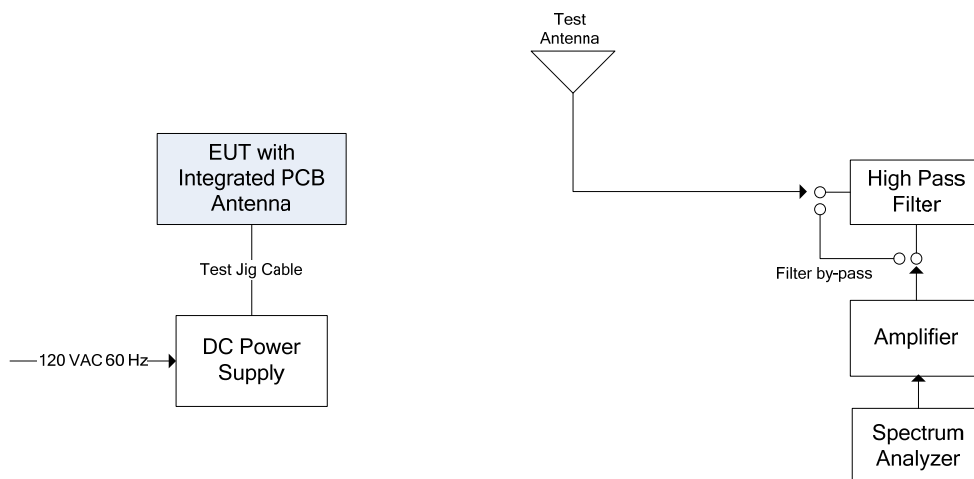 Test
Antenna
EUT with
Integrated PCB
Antenna
High Pass
Filter
Test Jig Cable
Filter by-pass
120 VAC 60 Hz
DC Power
Supply
Amplifier
Spectrum
Analyzer